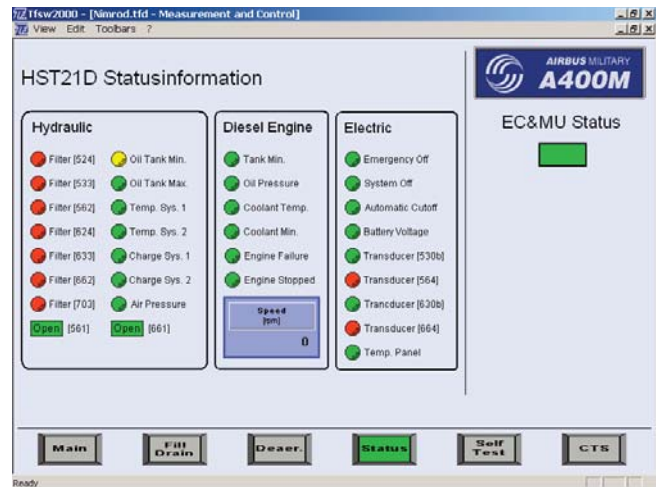 Tfsw2000 - [Nimrod.tfd - Measurement and Control]
View Edit Toolbars ?
HST21D Statusinformation
AIRBUS MILITARY
A400M
EC&MU Status
Hydraulic
Filter [524] Oil Tank Min.
Filter [533] Oil Tank Max.
Filter [562] Temp. Sys. 1
Filter [624] Temp. Sys. 2
Filter [633] Charge Sys. 1
Filter [662] Charge Sys. 2
Filter [703] Air Pressure
Open [561] Open [661]
Diesel Engine
Tank Min.
Oil Pressure
Coolant Temp.
Coolant Min.
Engine Failure
Engine Stopped
Speed
[rpm]
0
Electric
Emergency Off
System Off
Automatic Cutoff
Battery Voltage
Transducer [530b]
Transducer [564]
Trancducer [630b]
Transducer [664]
Temp. Panel
Main
Fill
Drain
Deaer.
Status
Self
Test
CTS
Ready